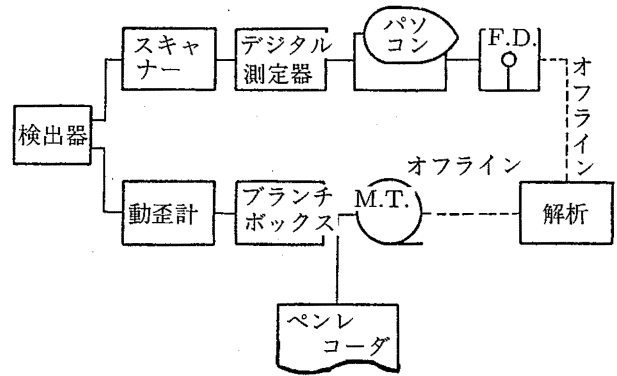 スキャ
ナー
デジタル
測定器
パソ
コン
F.D.
オフライン
検出器
オフライン
動歪計
ブランチ
ボックス
M.T.
解析
ペンレ
コーダ